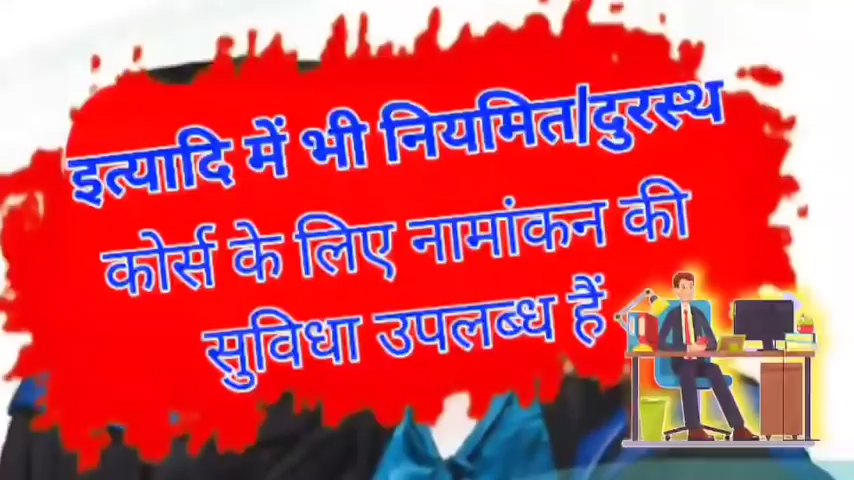 इत्यादि में भी नियमित/दुरस्थ
कोर्स के लिए नामांकन की
सुविधा उपलब्ध हैं